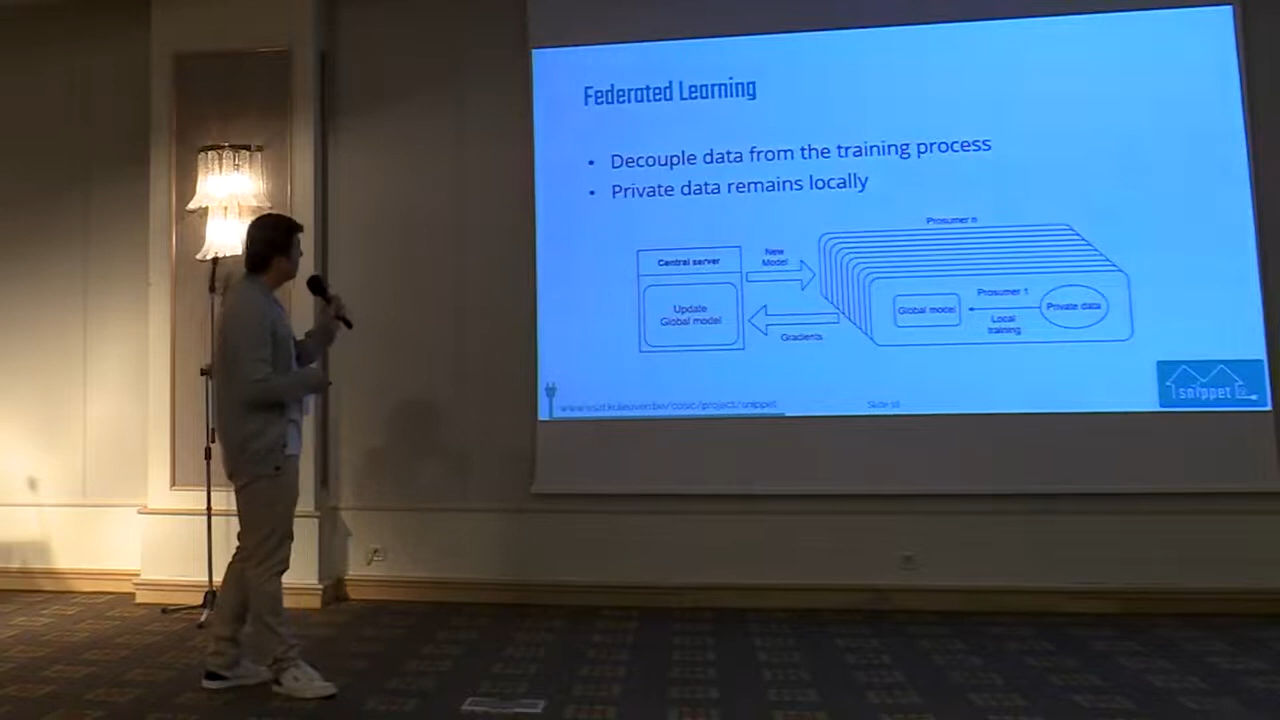 Federated Learning
• Decouple data from the training process
• Private data remains locally
Prosumer n
Central server
New
Model
Update
Global model
Gradients
Prosumer 1
Global model
Private data
Local
training
snippet